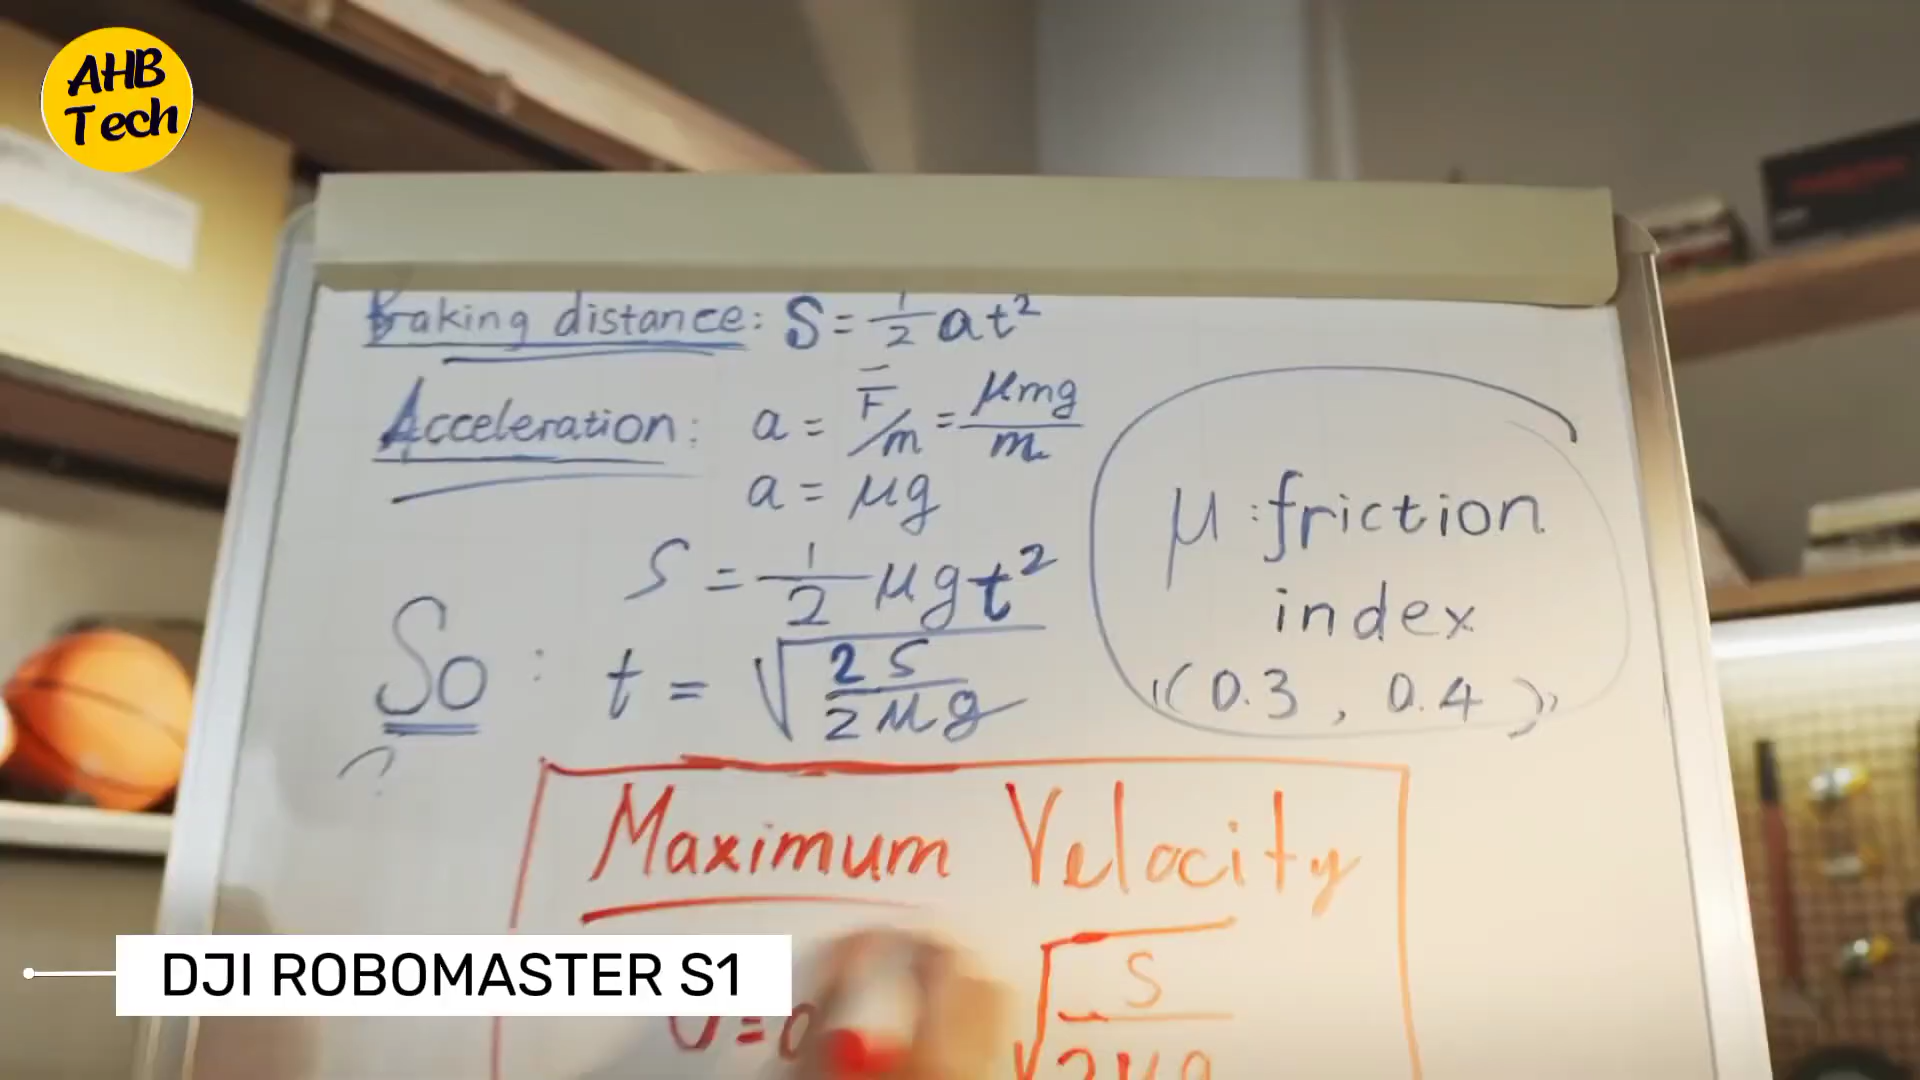 AHB
Tech
Braking distance: S = 1/2 at²
Acceleration: a = F/m = μmg/m
a = μg
S = 1/2 μgt²
So : t = √(2S/2μg)
μ : friction
index
(0.3 , 0.4)
Maximum Velocity
√(S/2μg)
DJI ROBOMASTER S1